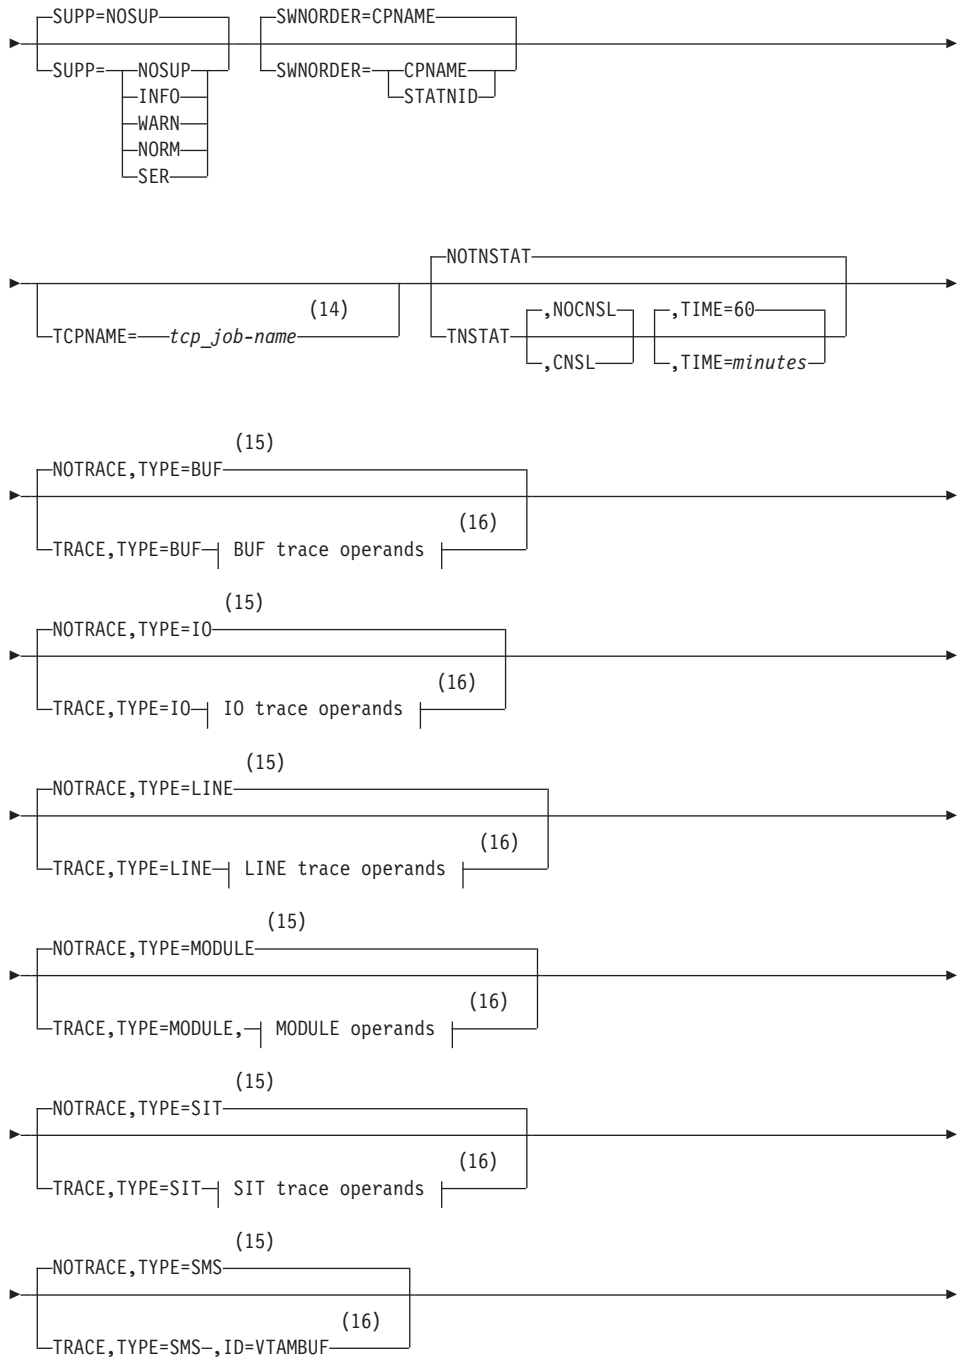 SUPP=NOSUP SWNORDER=CPNAME
SUPP= NOSUP SWNORDER= CPNAME
INFO STATNID
WARN
NORM
SER
NOTNSTAT
(14) ,NOCNSL ,TIME=60
TCPNAME= tcp_job-name TNSTAT
,CNSL ,TIME=minutes
(15)
NOTRACE,TYPE=BUF
(16)
TRACE,TYPE=BUF BUF trace operands
(15)
NOTRACE,TYPE=IO
(16)
TRACE,TYPE=IO IO trace operands
(15)
NOTRACE,TYPE=LINE
(16)
TRACE,TYPE=LINE LINE trace operands
(15)
NOTRACE,TYPE=MODULE
(16)
TRACE,TYPE=MODULE, MODULE operands
(15)
NOTRACE,TYPE=SIT
(16)
TRACE,TYPE=SIT SIT trace operands
(15)
NOTRACE,TYPE=SMS
(16)
TRACE,TYPE=SMS ,ID=VTAMBUF